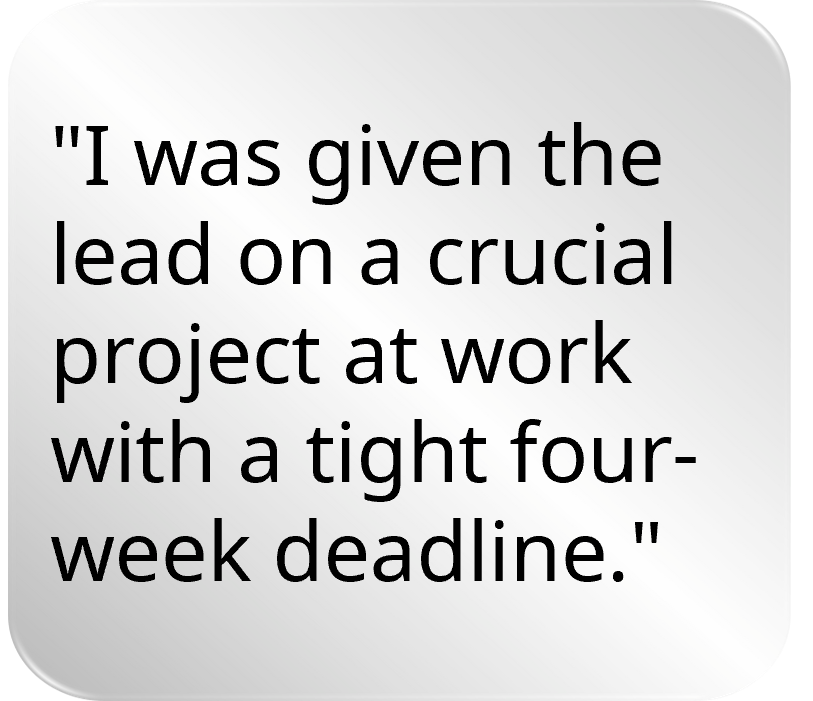 "I was given the
lead on a crucial
project at work
with a tight four-
week deadline."